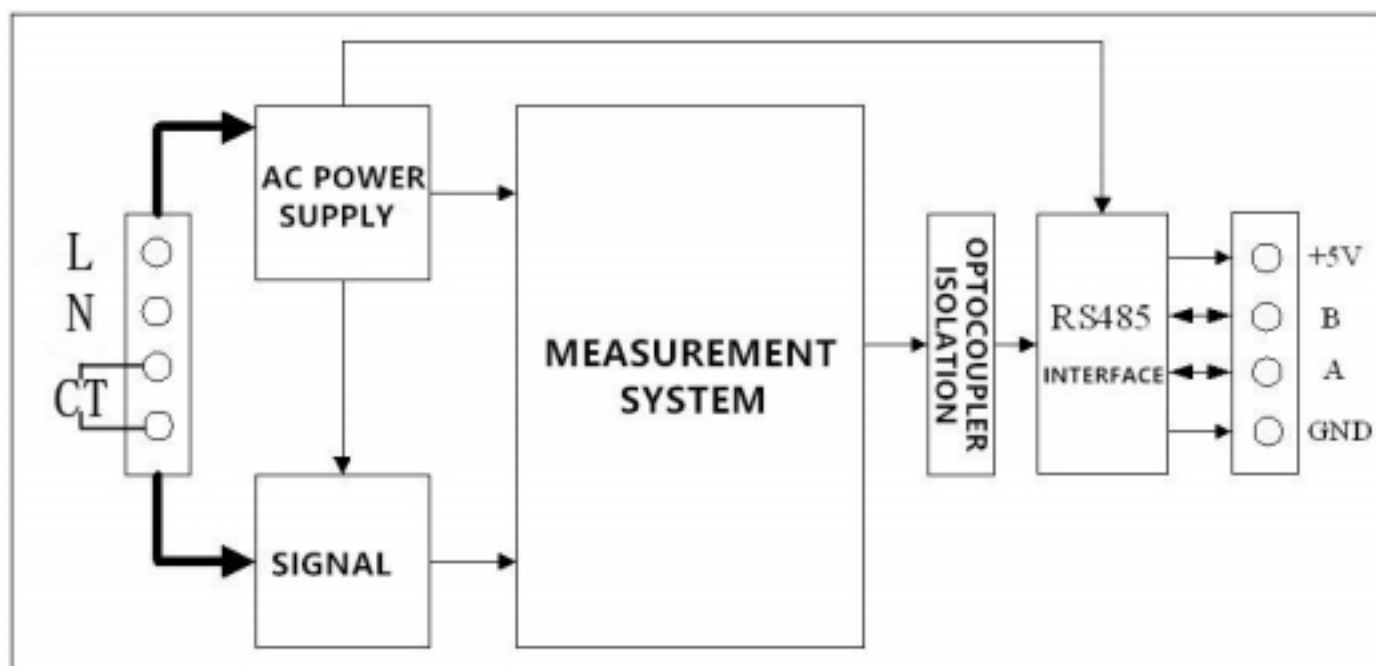 L
N
CT
AC POWER
SUPPLY
SIGNAL
MEASUREMENT
SYSTEM
OPTOCOUPLER
ISOLATION
RS485
INTERFACE
+5V
B
A
GND